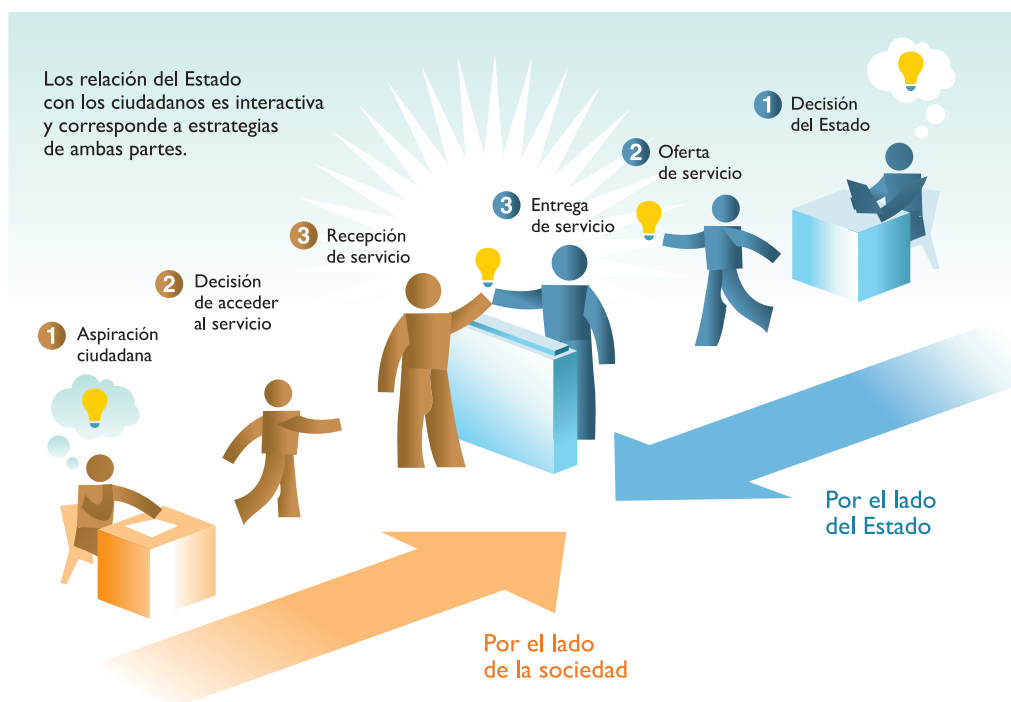 Los relación del Estado
con los ciudadanos es interactiva
y corresponde a estrategias
de ambas partes.
1 Decisión
del Estado
2 Oferta
de servicio
3 Entrega
de servicio
3 Recepción
de servicio
2 Decisión
de acceder
al servicio
1 Aspiración
ciudadana
Por el lado
del Estado
Por el lado
de la sociedad